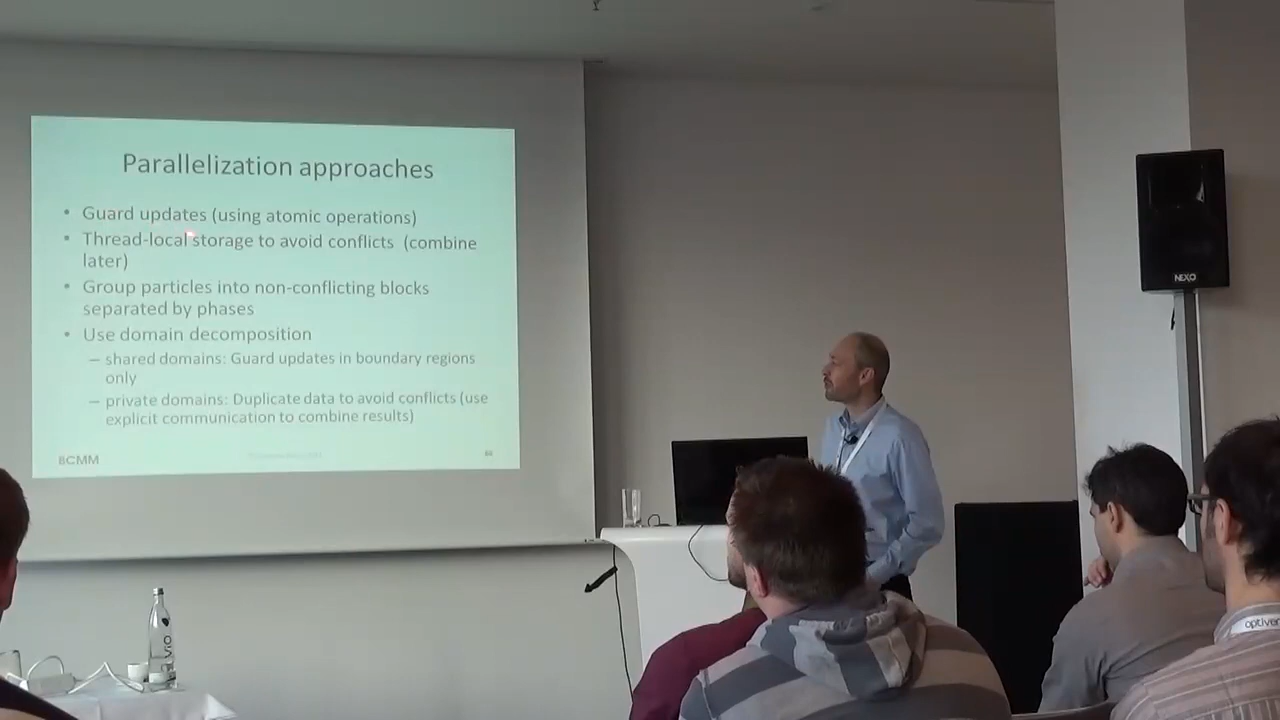 Parallelization approaches
• Guard updates (using atomic operations)
• Thread-local storage to avoid conflicts (combine
later)
• Group particles into non-conflicting blocks
separated by phases
• Use domain decomposition
– shared domains: Guard updates in boundary regions
only
– private domains: Duplicate data to avoid conflicts (use
explicit communication to combine results)
BCMM
NEXO
optiver